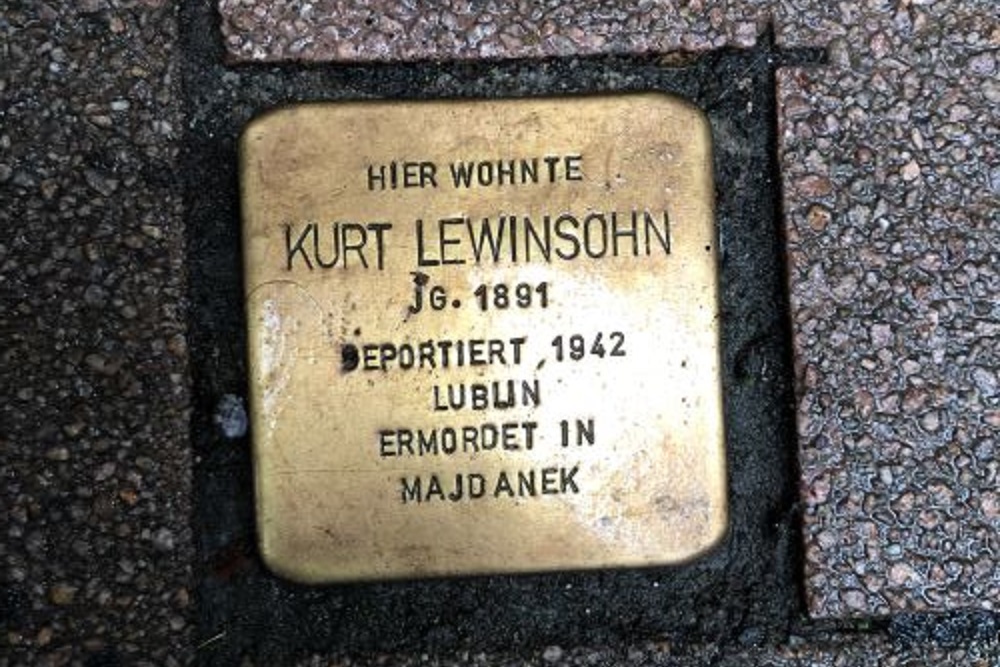 HIER WOHNTE
KURT LEWINSOHN
JG. 1891
DEPORTIERT 1942
LUBLIN
ERMORDET IN
MAJDANEK